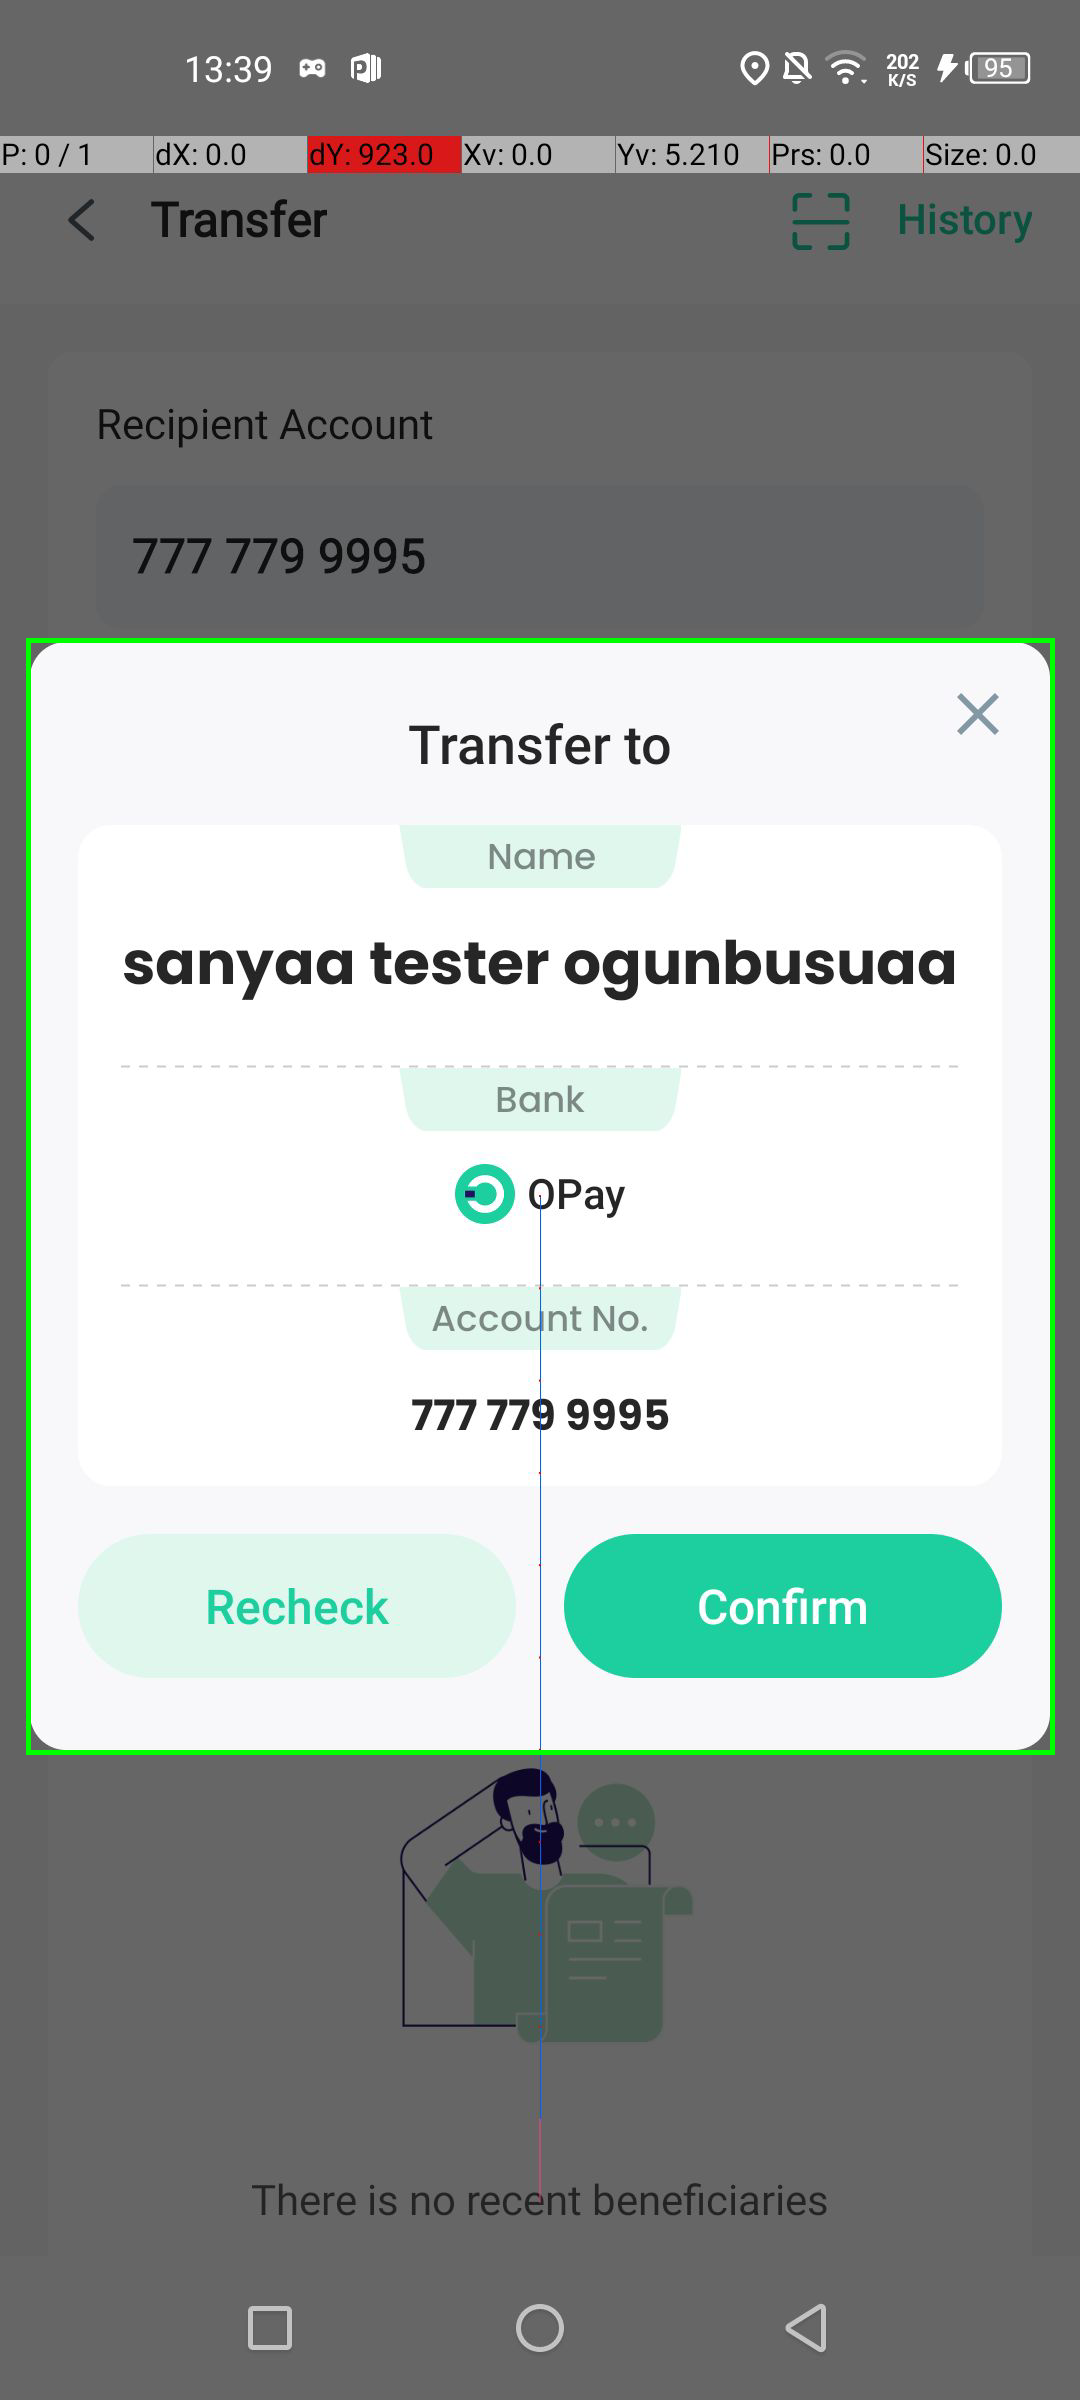 13:39 202 K/S 95
P: 0 / 1 dX: 0.0 dY: 923.0 Xv: 0.0 Yv: 5.210 Prs: 0.0 Size: 0.0
Transfer History
Recipient Account
777 779 9995
Transfer to
Name
sanyaa tester ogunbusuaa
Bank
OPay
Account No.
777 779 9995
Recheck Confirm
There is no recent beneficiaries